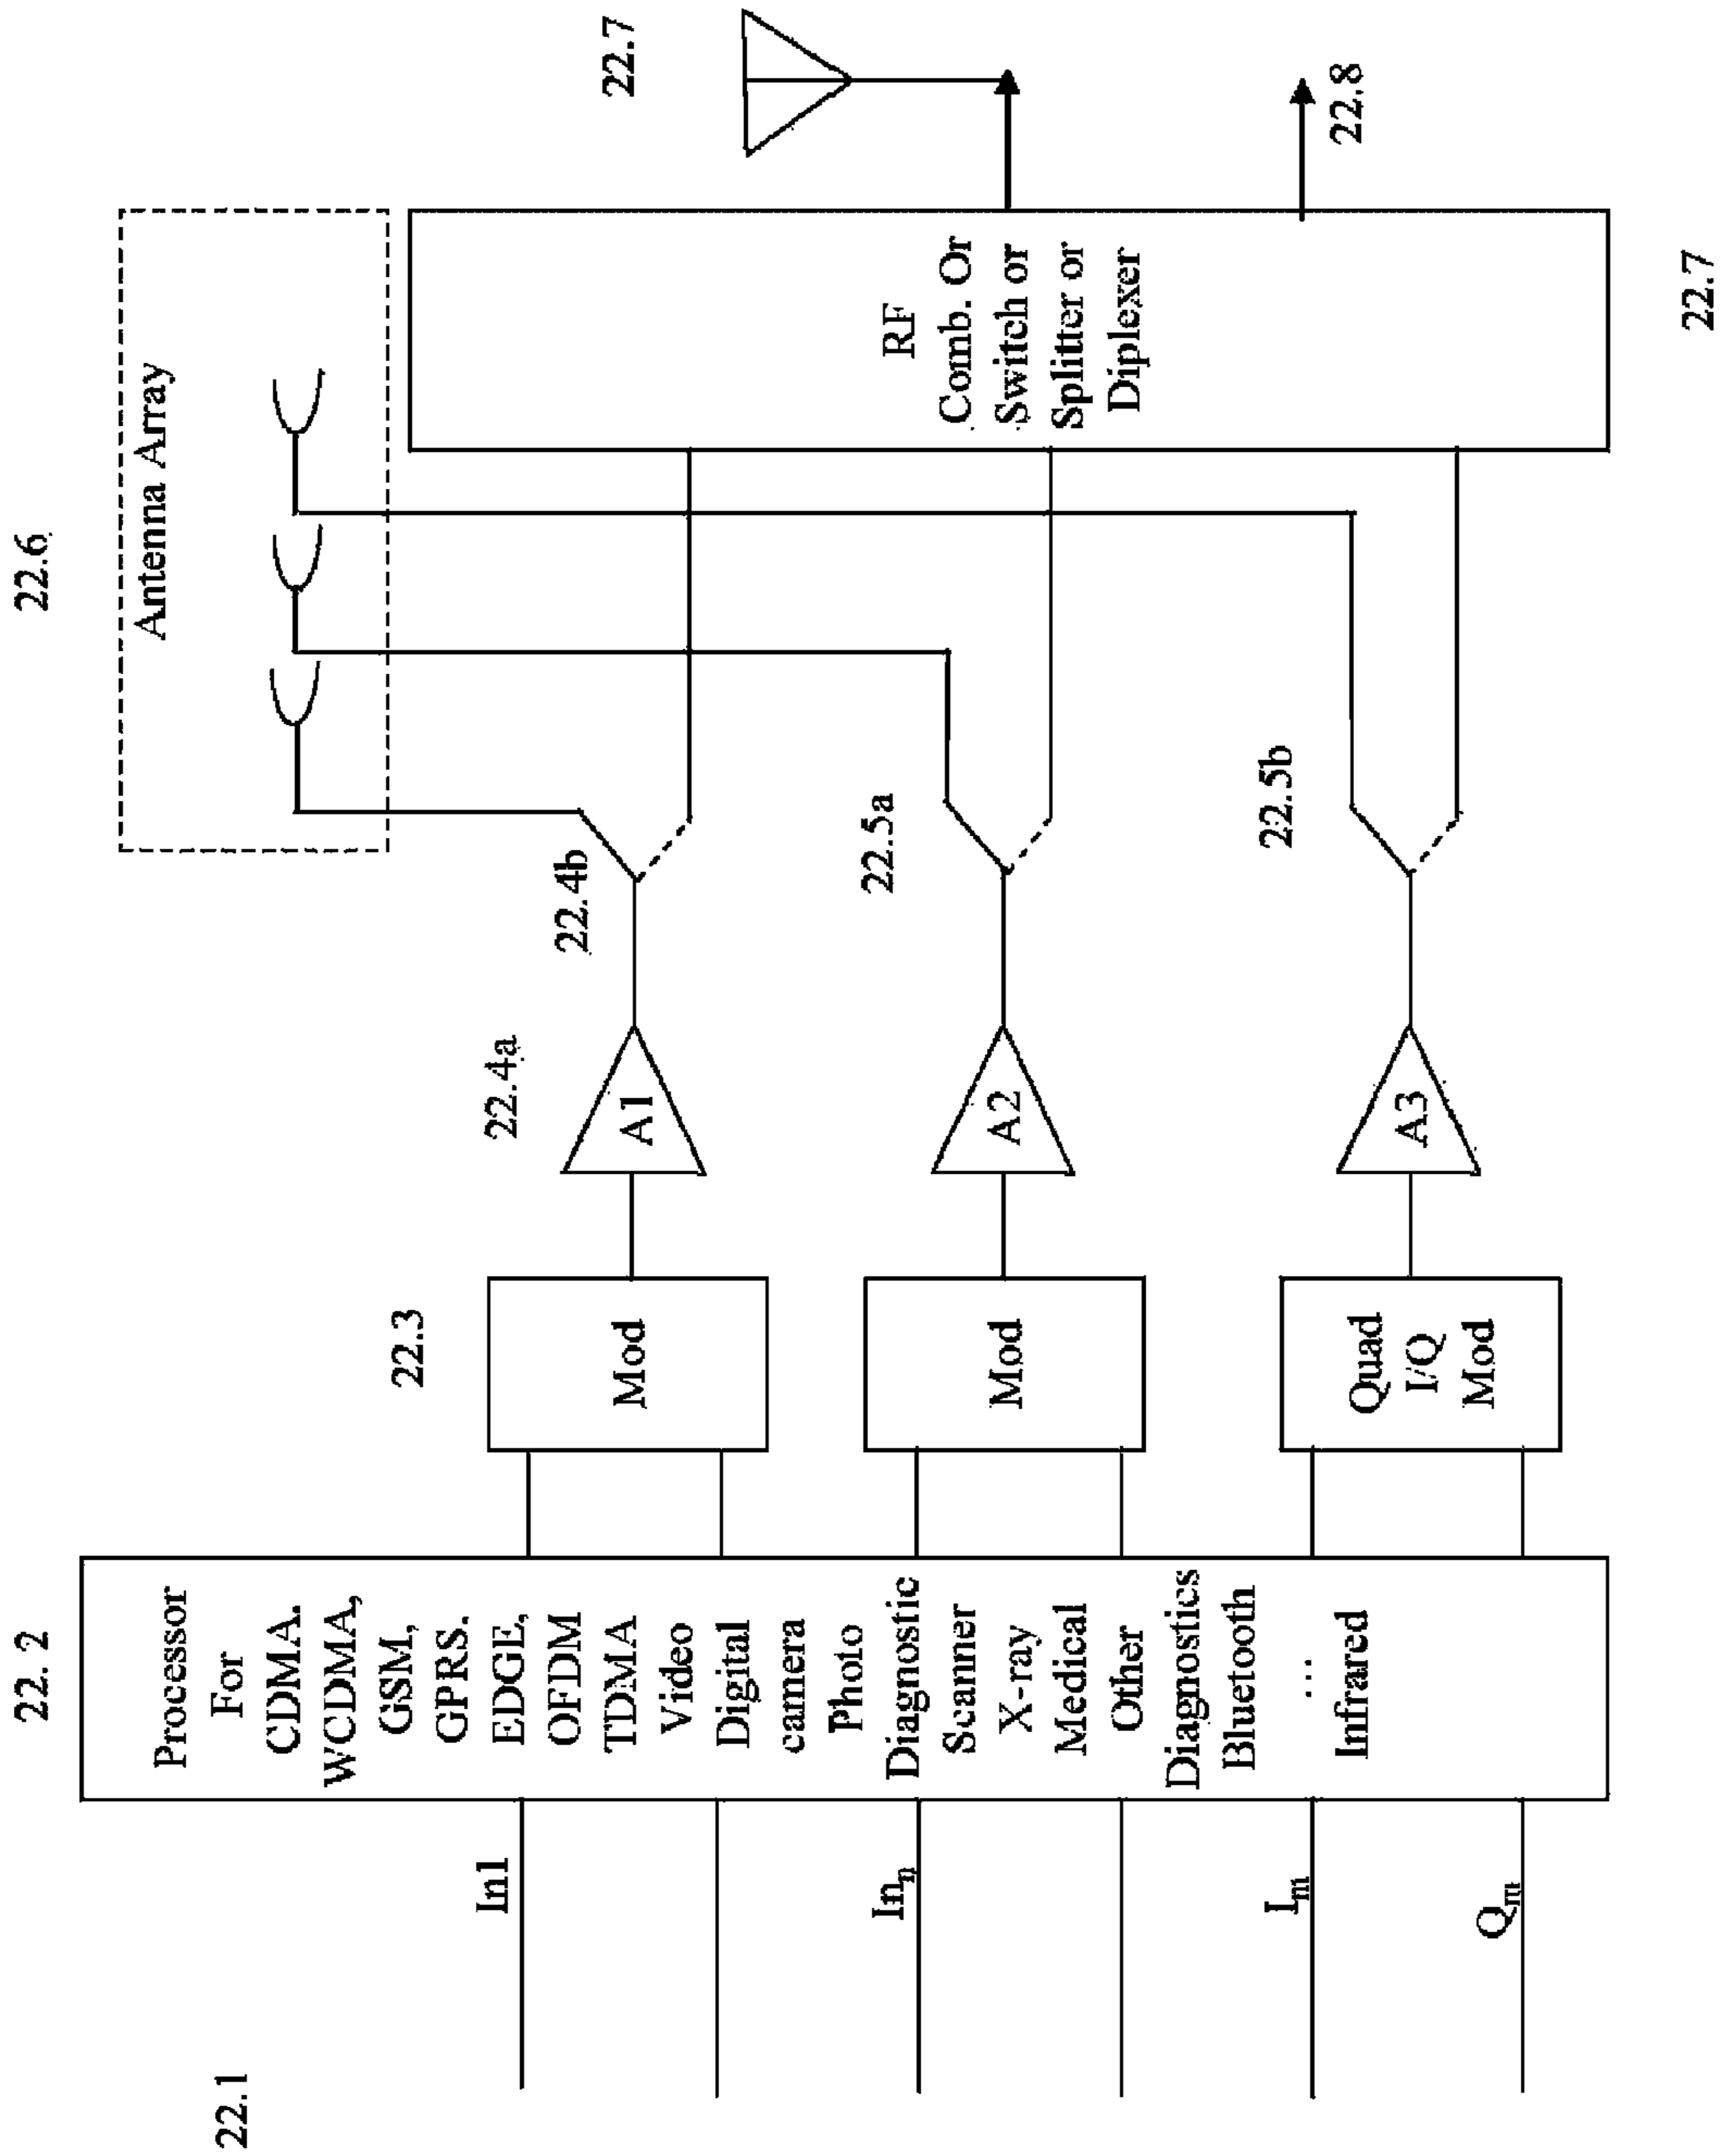 22.1
22. 2
22.3
22.4a
22.4b
22.5a
22.5b
22.6
22.7
22.8
22.7
In1
Inₙ
Iₘ
Qₘ
Processor
For
CDMA.
WCDMA,
GSM,
GPRS.
EDGE,
OFDM
TDMA
Video
Digital
camera
Photo
Diagnostic
Scanner
X-ray
Medical
Other
Diagnostics
Bluetooth
...
Infrared
Mod
Mod
Quad
I/Q
Mod
A1
A2
A3
Antenna Array
RF
Comb. Or
Switch or
Splitter or
Diplexer